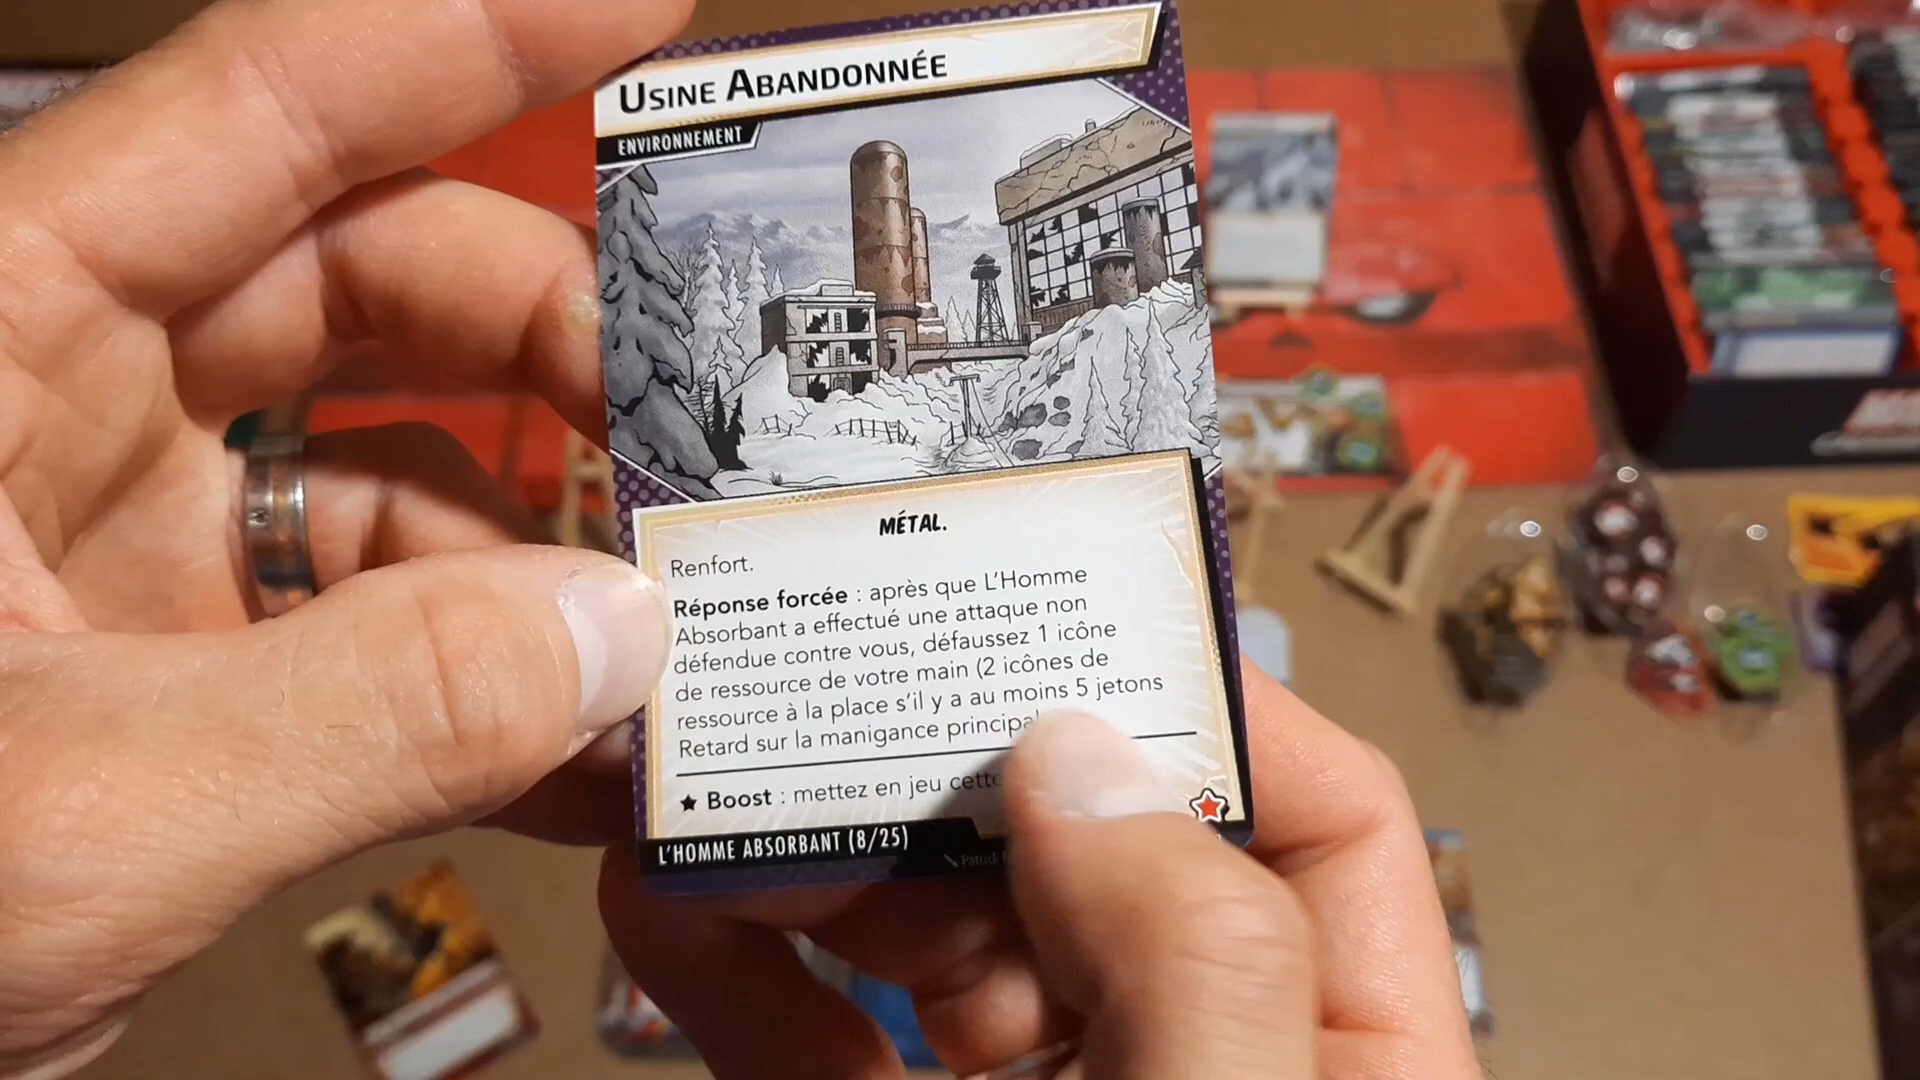 USINE ABANDONNÉE
ENVIRONNEMENT
MÉTAL.
Renfort.
Réponse forcée : après que L'Homme
Absorbant a effectué une attaque non
défendue contre vous, défaussez 1 icône
de ressource de votre main (2 icônes de
ressource à la place s'il y a au moins 5 jetons
Retard sur la manigance
★ Boost : mettez en jeu
L'HOMME ABSORBANT (8/25)